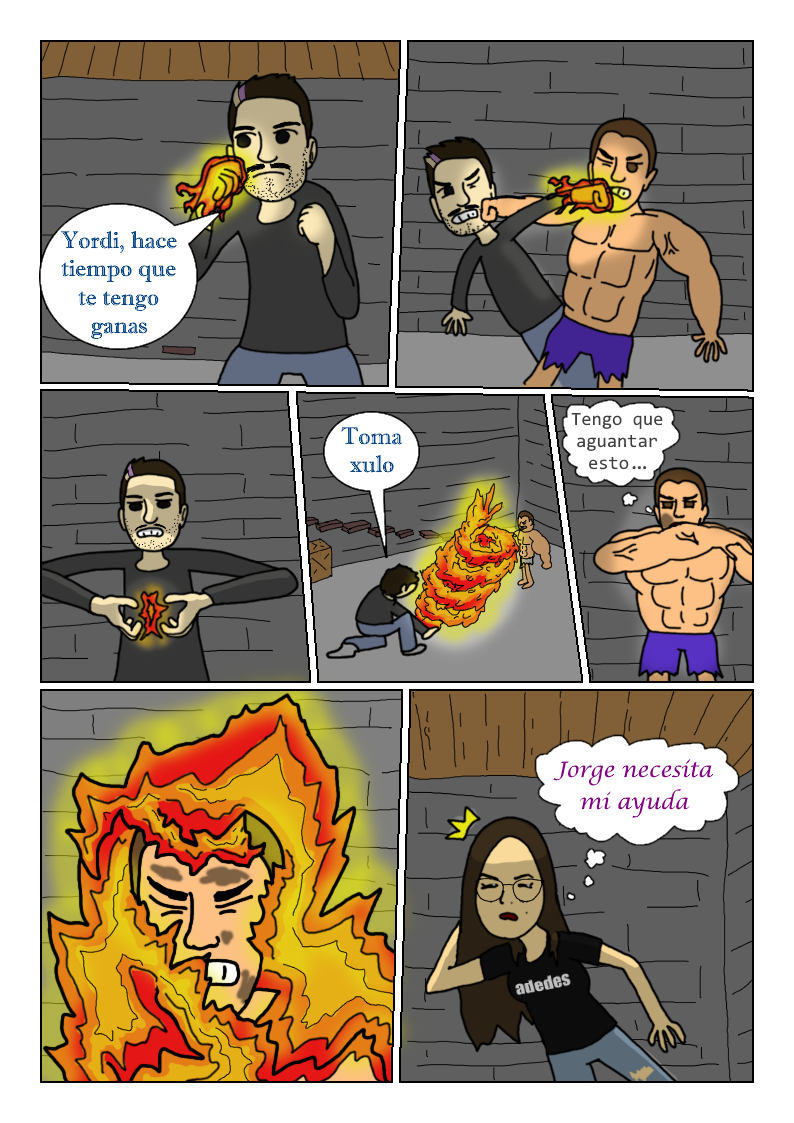 Yordi, hace
tiempo que
te tengo
ganas
Toma
xulo
Tengo que
aguantar
esto...
Jorge necesita
mi ayuda
adedes